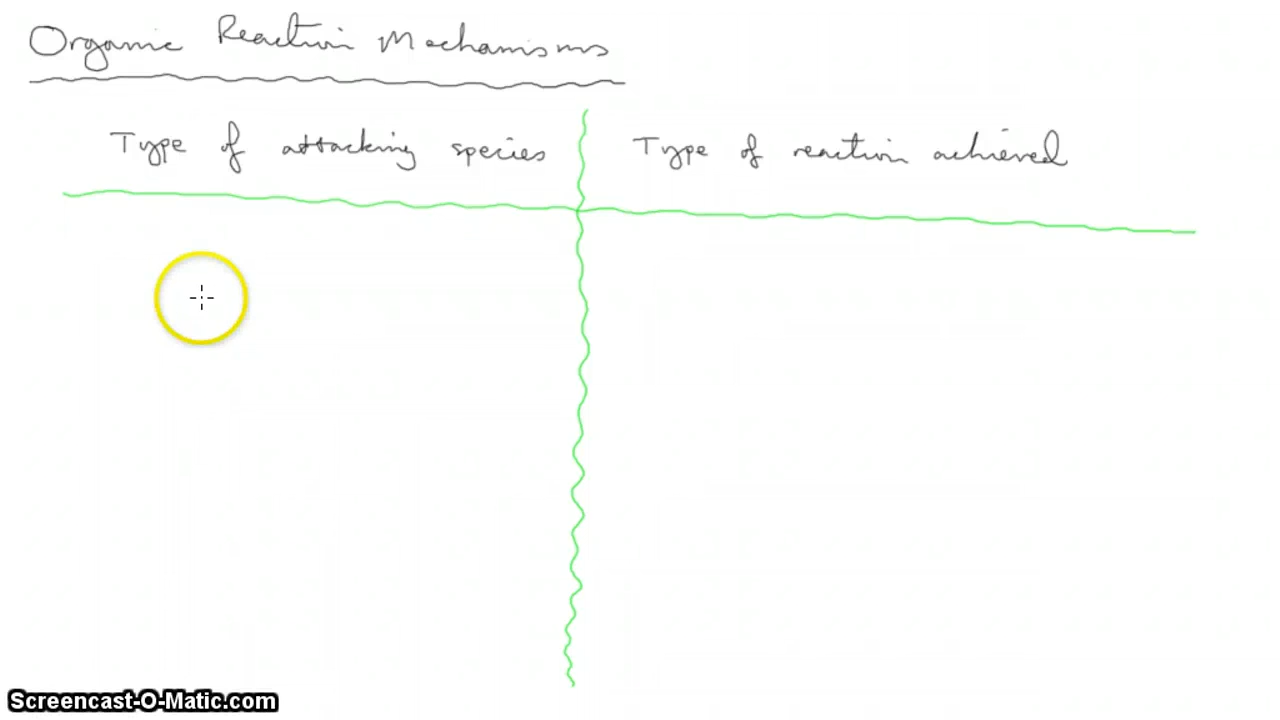 Organic Reaction Mechanisms
Type of attacking species
Type of reaction achieved
Screencast-O-Matic.com